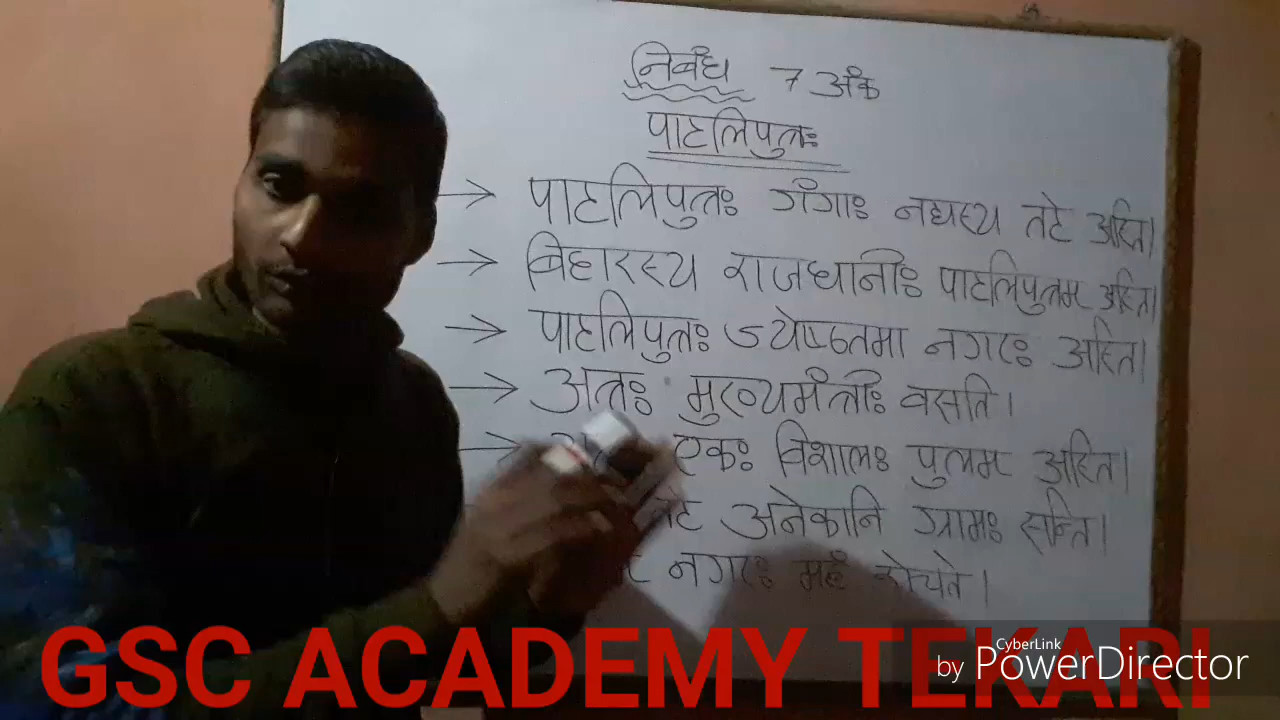 निबंध 7 अंक
पाटलिपुत्रः
→ पाटलिपुत्रः गंगाः नद्यस्य तटे अस्ति।
→ बिहारस्य राजधानीः पाटलिपुत्रम अस्ति।
→ पाटलिपुत्रः ज्येष्ठतमा नगरः अस्ति।
→ अत्रः मुख्यमंत्रीः वसति।
→ एकः विशालः पुलम अस्ति।
तटे अनेकानि ग्रामः सन्ति।
नगरः महं रोचते।
GSC ACADEMY TEKARI
CyberLink
by PowerDirector